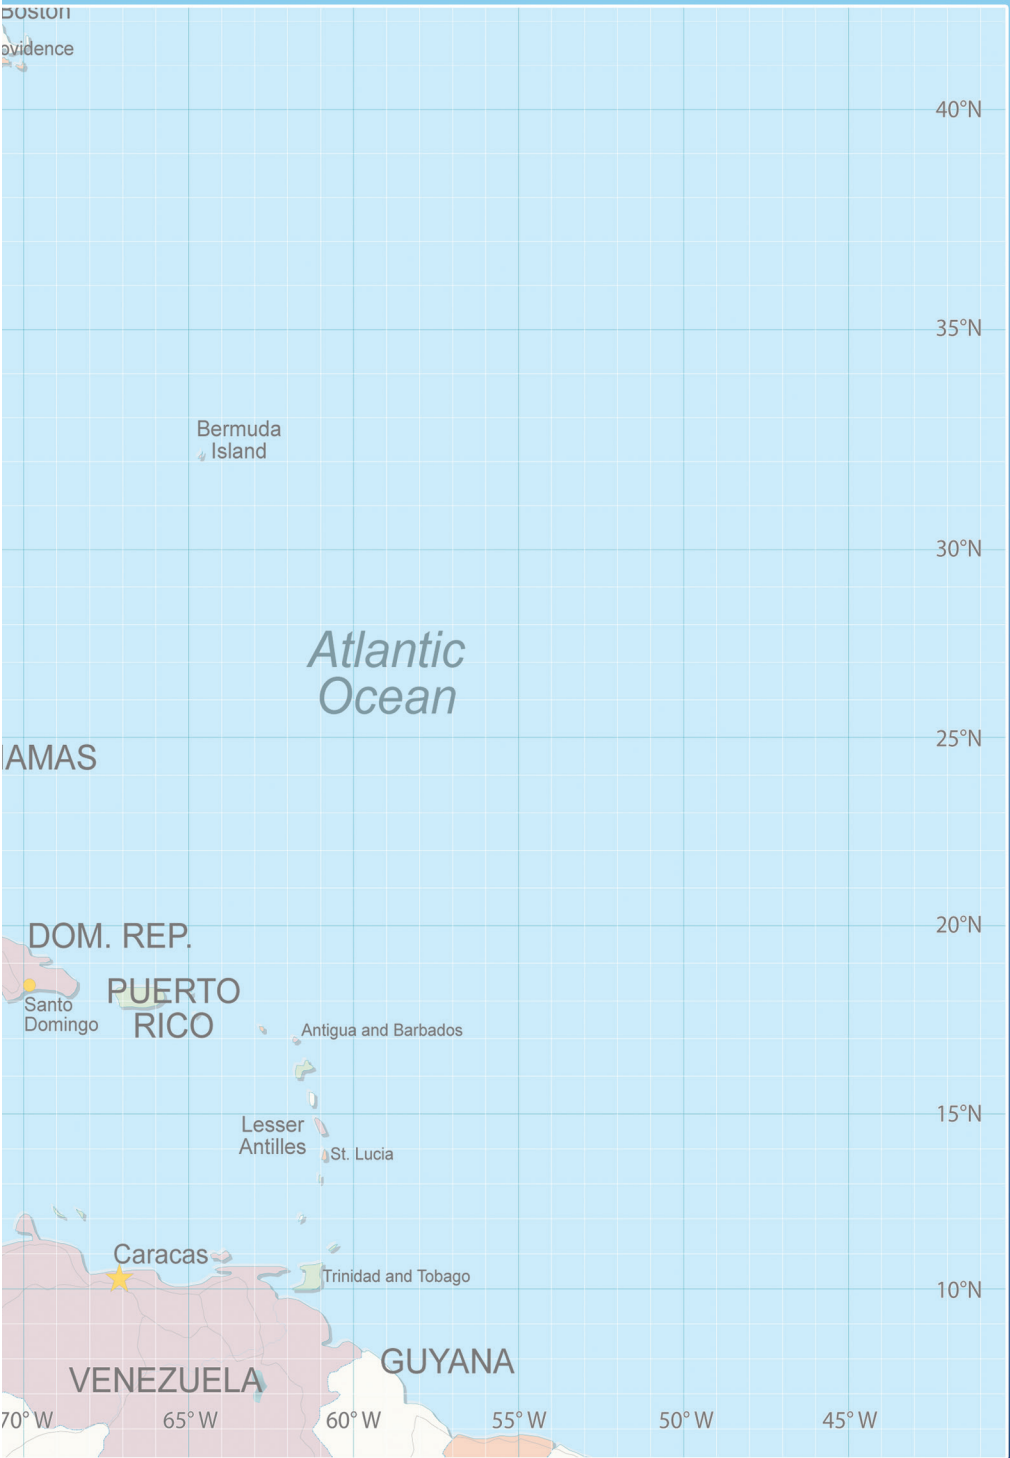 Boston
ovidence
40°N
35°N
Bermuda
Island
30°N
Atlantic
Ocean
25°N
AMAS
20°N
DOM. REP.
PUERTO
RICO
Santo
Domingo
Antigua and Barbados
15°N
Lesser
Antilles
St. Lucia
Caracas
Trinidad and Tobago
10°N
GUYANA
VENEZUELA
70°W 65°W 60°W 55°W 50°W 45°W